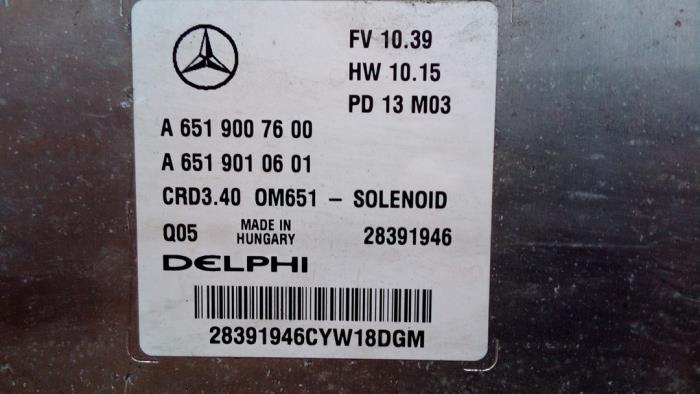 FV 10.39
HW 10.15
PD 13 M03
A 651 900 76 00
A 651 901 06 01
CRD3.40 OM651 – SOLENOID
Q05 MADE IN HUNGARY 28391946
DELPHI
28391946CYW18DGM